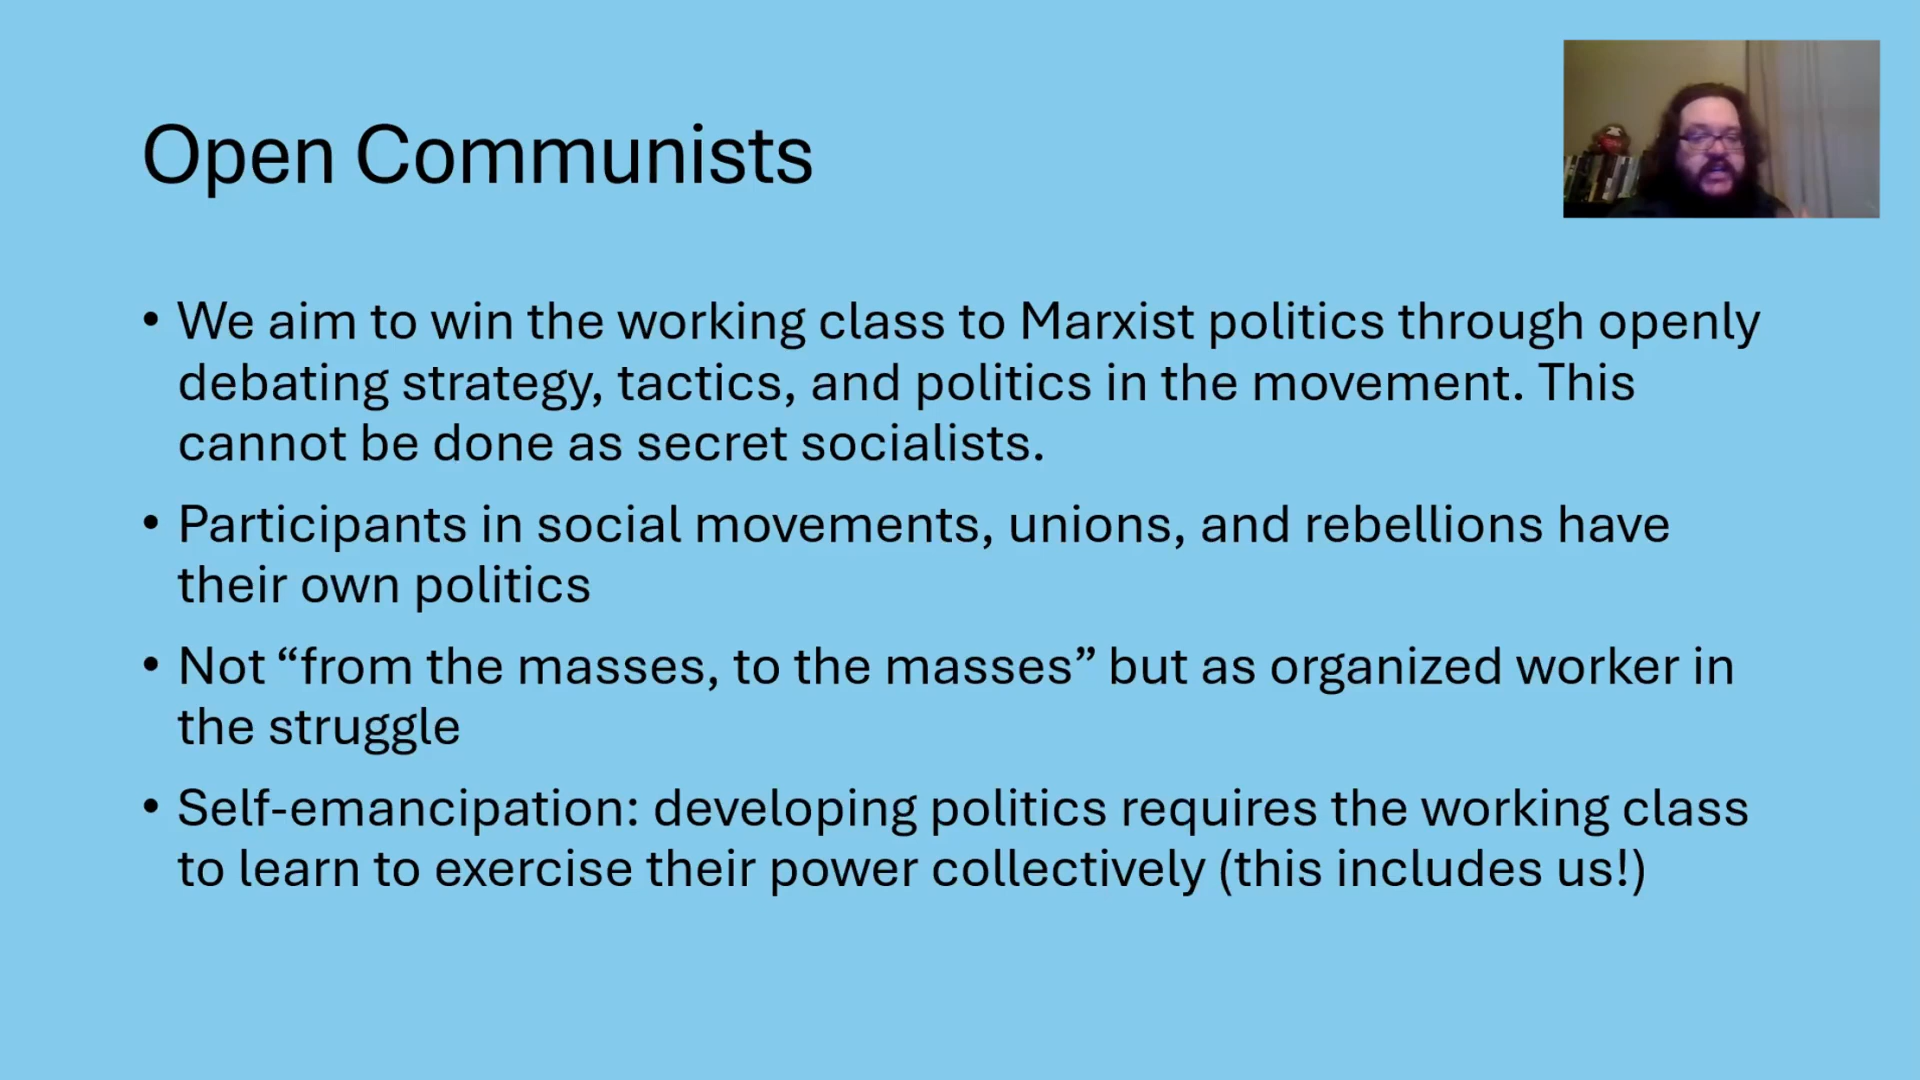 Open Communists
• We aim to win the working class to Marxist politics through openly
debating strategy, tactics, and politics in the movement. This
cannot be done as secret socialists.
• Participants in social movements, unions, and rebellions have
their own politics
• Not “from the masses, to the masses” but as organized worker in
the struggle
• Self-emancipation: developing politics requires the working class
to learn to exercise their power collectively (this includes us!)